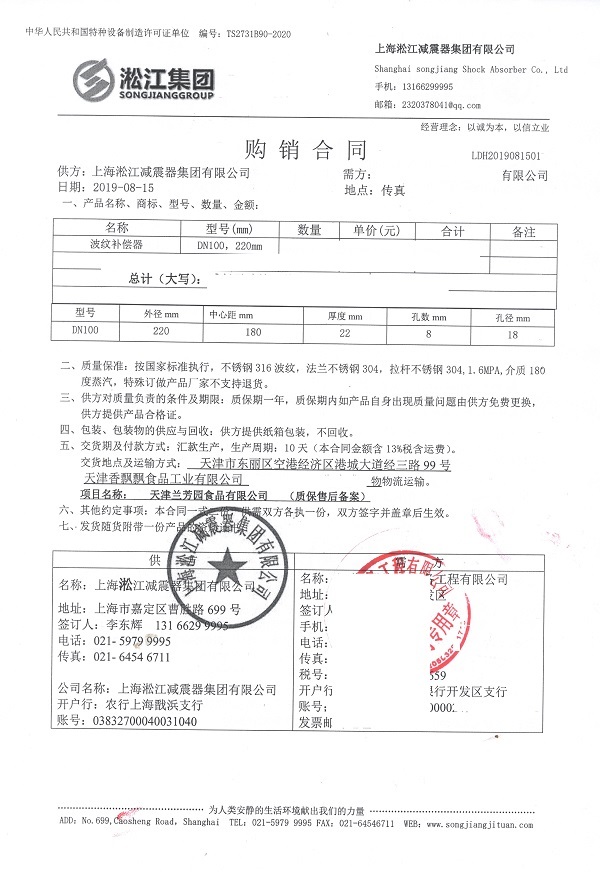 中华人民共和国特种设备制造许可证单位 编号：TS2731B90-2020
淞江集团
SONGJIANGGROUP
上海淞江减震器集团有限公司
Shanghai songjiang Shock Absorber Co., Ltd
手机：13166299995
邮箱：2320378041@qq.com
经营理念：以诚为本，以信立业
购销合同
LDH2019081501
供方：上海淞江减震器集团有限公司 需方： 有限公司
日期：2019-08-15 地点：传真
一、产品名称、商标、型号、数量、金额：
名称 型号(mm) 数量 单价(元) 合计 备注
波纹补偿器 DN100，220mm
总计（大写）：
型号 外径 mm 中心距 mm 厚度 mm 孔数 mm 孔径 mm
DN100 220 180 22 8 18
二、质量保准：按国家标准执行，不锈钢 316 波纹，法兰不锈钢 304，拉杆不锈钢 304,1.6MPA,介质 180
度蒸汽，特殊订做产品厂家不支持退货。
三、供方对质量负责的条件及期限：质保期一年，质保期内如产品自身出现质量问题由供方免费更换，
供方提供产品合格证。
四、包装、包装物的供应与回收：供方提供纸箱包装，不回收。
五、交货期及付款方式：汇款生产，生产周期：10 天（本合同金额含 13%税含运费）。
交货地点及运输方式： 天津市东丽区空港经济区港城大道经三路 99 号
天津香飘飘食品工业有限公司 物物流运输。
项目名称： 天津兰芳园食品有限公司 （质保售后备案）
六、其他约定事项：本合同一式 供需双方各执一份，双方签字并盖章后生效。
七、发货随货附带一份产品
供 需 方
名称：上海淞江减震器集团有限公司
地址：上海市嘉定区曹胜路 699 号
签订人：李东辉 131 6629 9995
电话：021- 5979 9995
传真：021- 6454 6711
公司名称：上海淞江减震器集团有限公司
开户行：农行上海戬浜支行
账号：03832700040031040
名称： 工程有限公司
地址： 发区
签订人
手机：
电话：
传真：
税号： 559
开户行 银行开发区支行
账号： 00002
发票邮
上海淞江减震器集团有限公司
工程有限公司
专用章
为人类安静的生活环境献出我们的力量
ADD: No.699,Caosheng Road, Shanghai TEL: 021-5979 9995 FAX: 021-64546711 WEB: www.songjiangjituan.com